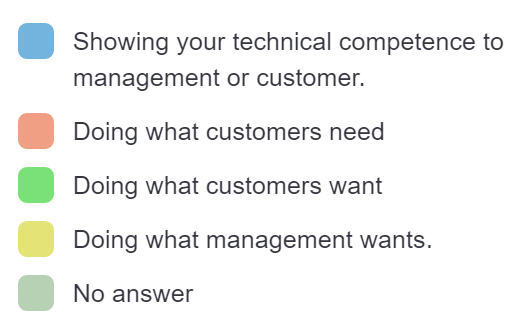 Showing your technical competence to
management or customer.
Doing what customers need
Doing what customers want
Doing what management wants.
No answer